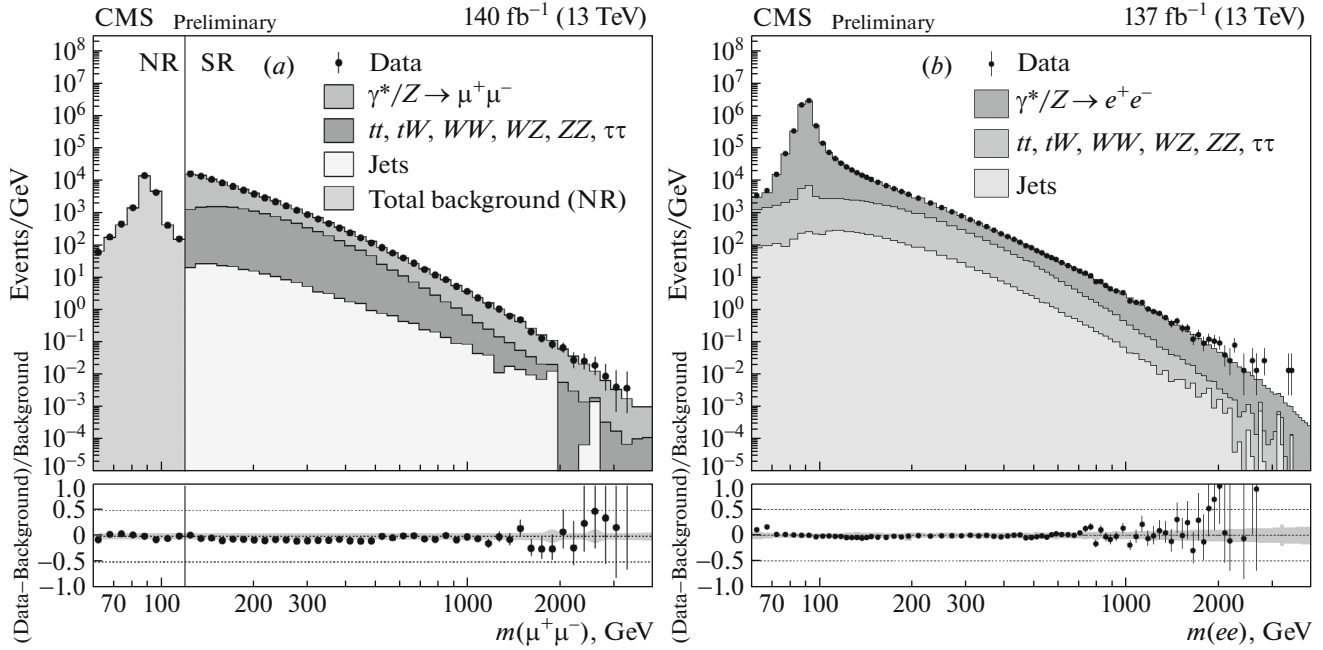 CMS Preliminary 140 fb⁻¹ (13 TeV)
NR SR (a)
Data
γ*/Z → μ⁺μ⁻
tt, tW, WW, WZ, ZZ, ττ
Jets
Total background (NR)
Events/GeV
10⁸
10⁷
10⁶
10⁵
10⁴
10³
10²
10¹
10⁰
10⁻¹
10⁻²
10⁻³
10⁻⁴
10⁻⁵
(Data–Background)/Background
1.0
0.5
0
−0.5
−1.0
70 100 200 300 1000 2000
m(μ⁺μ⁻), GeV
CMS Preliminary 137 fb⁻¹ (13 TeV)
(b)
Data
γ*/Z → e⁺e⁻
tt, tW, WW, WZ, ZZ, ττ
Jets
Events/GeV
10⁸
10⁷
10⁶
10⁵
10⁴
10³
10²
10¹
10⁰
10⁻¹
10⁻²
10⁻³
10⁻⁴
10⁻⁵
(Data–Background)/Background
1.0
0.5
0
−0.5
−1.0
70 100 200 300 1000 2000
m(ee), GeV